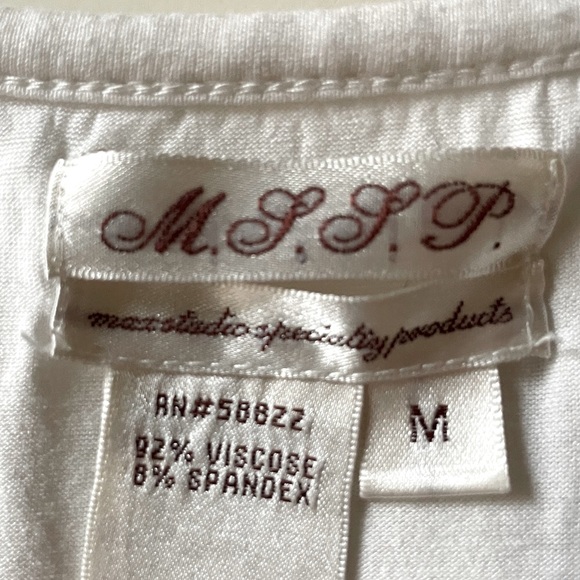 M.S.S.P.
maxstudio specialty products
RN#58822
92% VISCOSE
8% SPANDEX
M